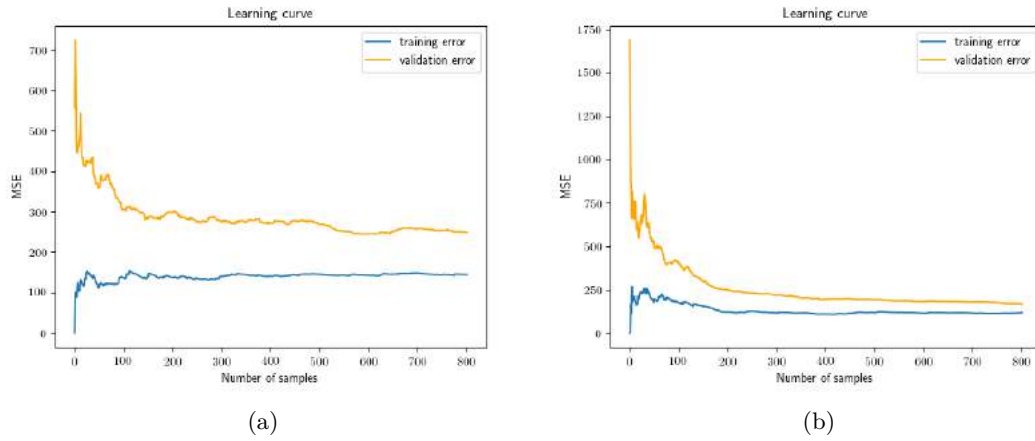 Learning curve
training error
validation error
700
600
500
400
300
200
100
0
MSE
0 100 200 300 400 500 600 700 800
Number of samples
(a)
Learning curve
training error
validation error
1750
1500
1250
1000
750
500
250
0
MSE
0 100 200 300 400 500 600 700 800
Number of samples
(b)